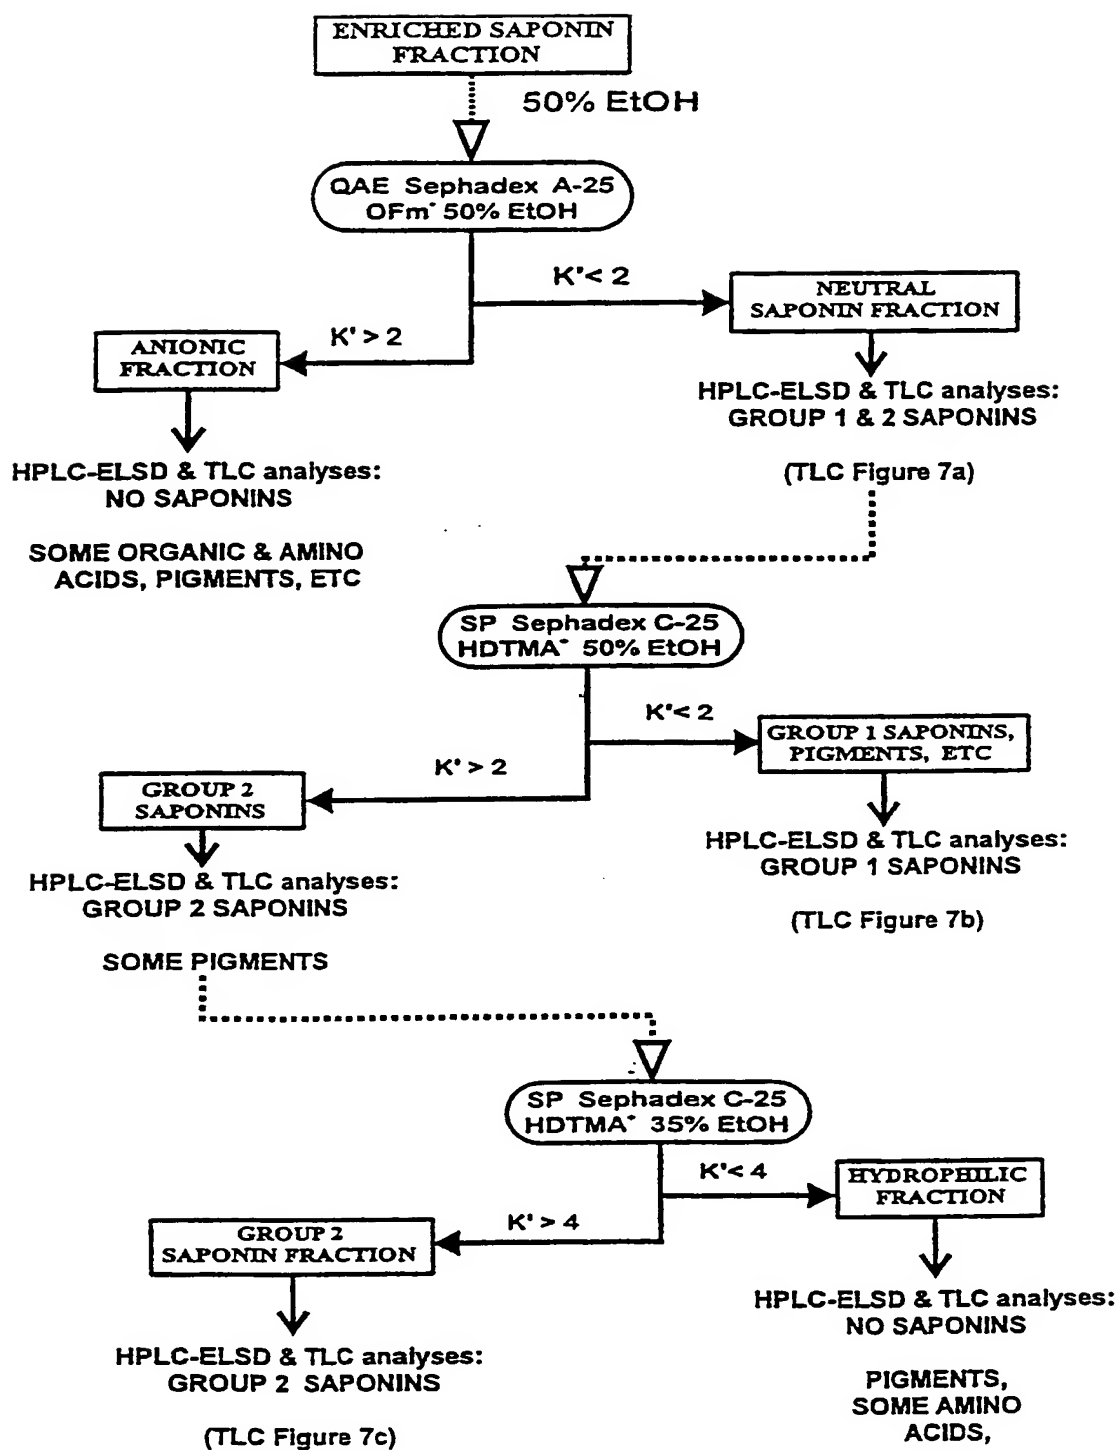 ENRICHED SAPONIN
FRACTION
50% EtOH
QAE Sephadex A-25
OFm- 50% EtOH
K'< 2
NEUTRAL
SAPONIN FRACTION
K' > 2
ANIONIC
FRACTION
HPLC-ELSD & TLC analyses:
GROUP 1 & 2 SAPONINS
(TLC Figure 7a)
HPLC-ELSD & TLC analyses:
NO SAPONINS
SOME ORGANIC & AMINO
ACIDS, PIGMENTS, ETC
SP Sephadex C-25
HDTMA+ 50% EtOH
K'< 2
GROUP 1 SAPONINS,
PIGMENTS, ETC
K' > 2
GROUP 2
SAPONINS
HPLC-ELSD & TLC analyses:
GROUP 1 SAPONINS
(TLC Figure 7b)
HPLC-ELSD & TLC analyses:
GROUP 2 SAPONINS
SOME PIGMENTS
SP Sephadex C-25
HDTMA+ 35% EtOH
K'< 4
HYDROPHILIC
FRACTION
K' > 4
GROUP 2
SAPONIN FRACTION
HPLC-ELSD & TLC analyses:
NO SAPONINS
PIGMENTS,
SOME AMINO
ACIDS,
HPLC-ELSD & TLC analyses:
GROUP 2 SAPONINS
(TLC Figure 7c)